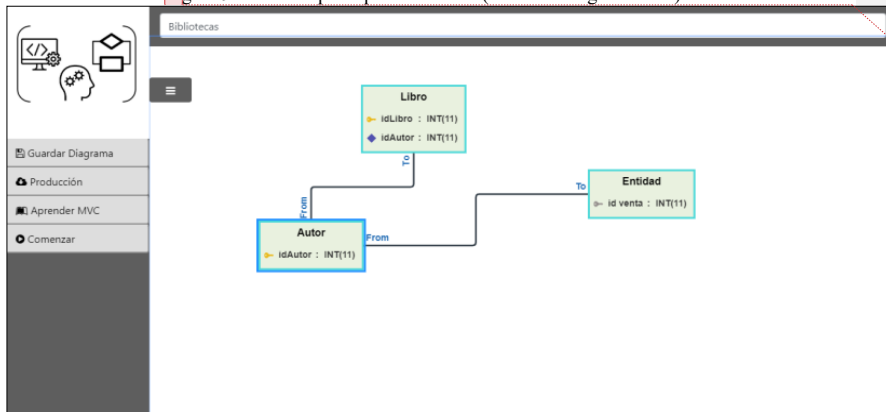 Bibliotecas
</>
Guardar Diagrama
Producción
Aprender MVC
Comenzar
Libro
idLibro : INT(11)
idAutor : INT(11)
To
From
Autor
idAutor : INT(11)
From
To
Entidad
id venta : INT(11)